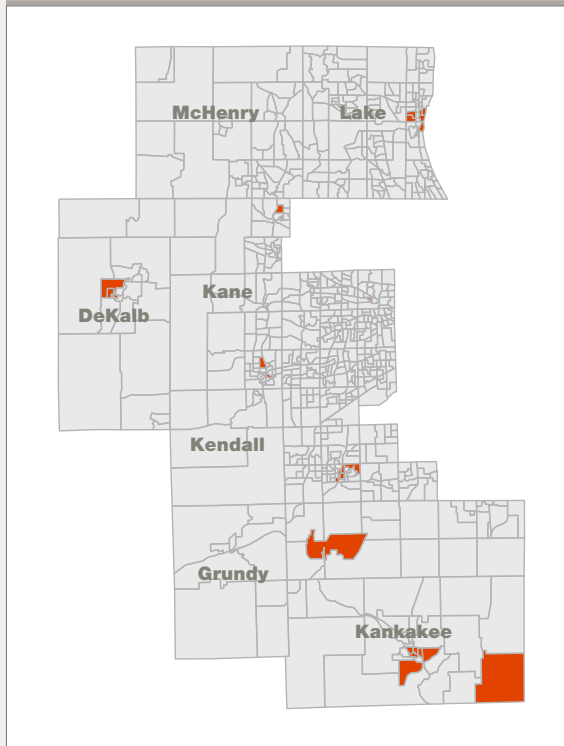 McHenry Lake
Kane
DeKalb
Kendall
Grundy
Kankakee